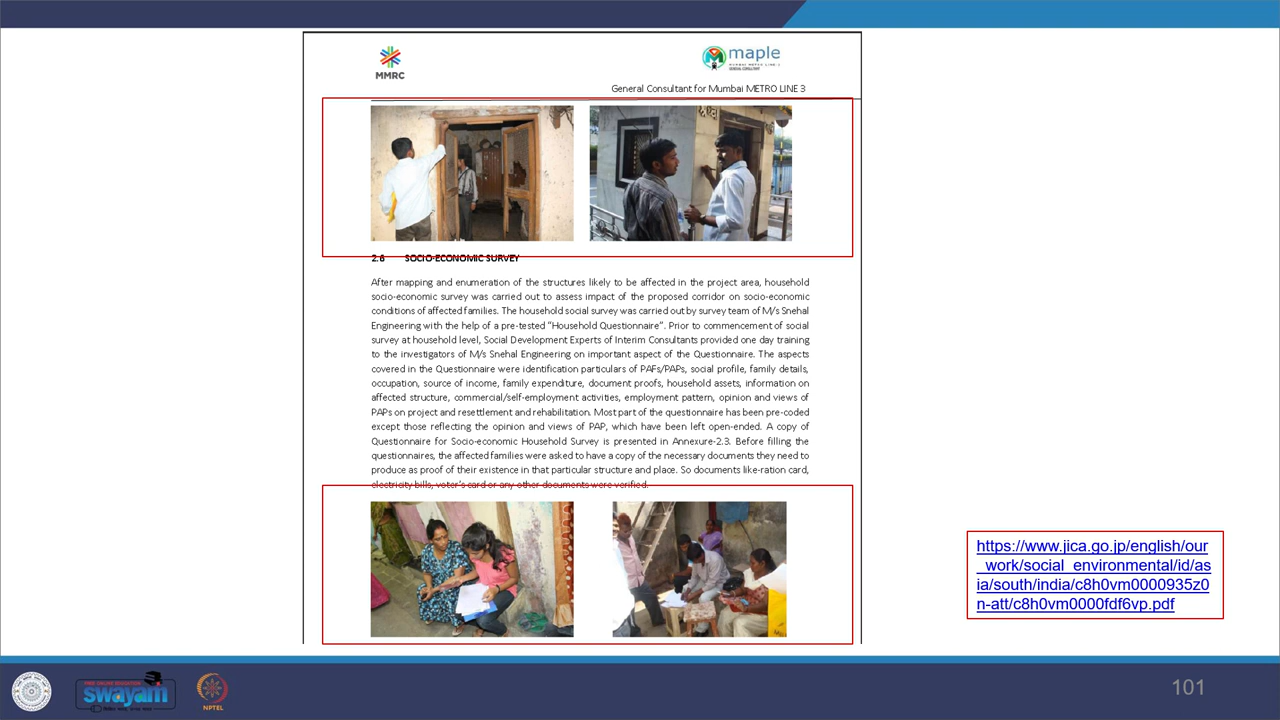 MMRC
maple
MUMBAI METRO LINE 3
GENERAL CONSULTANT
General Consultant for Mumbai METRO LINE 3
2.6 SOCIO-ECONOMIC SURVEY
After mapping and enumeration of the structures likely to be affected in the project area, household
socio-economic survey was carried out to assess impact of the proposed corridor on socio-economic
conditions of affected families. The household social survey was carried out by survey team of M/s Snehal
Engineering with the help of a pre-tested “Household Questionnaire”. Prior to commencement of social
survey at household level, Social Development Experts of Interim Consultants provided one day training
to the investigators of M/s Snehal Engineering on important aspect of the Questionnaire. The aspects
covered in the Questionnaire were identification particulars of PAFs/PAPs, social profile, family details,
occupation, source of income, family expenditure, document proofs, household assets, information on
affected structure, commercial/self-employment activities, employment pattern, opinion and views of
PAPs on project and resettlement and rehabilitation. Most part of the questionnaire has been pre-coded
except those reflecting the opinion and views of PAP, which have been left open-ended. A copy of
Questionnaire for Socio-economic Household Survey is presented in Annexure-2.3. Before filling the
questionnaires, the affected families were asked to have a copy of the necessary documents they need to
produce as proof of their existence in that particular structure and place. So documents like-ration card,
electricity bills, voter's card or any other documents were verified.
https://www.jica.go.jp/english/our
_work/social_environmental/id/as
ia/south/india/c8h0vm0000935z0
n-att/c8h0vm0000fdf6vp.pdf
FREE ONLINE EDUCATION
swayam
NPTEL
101